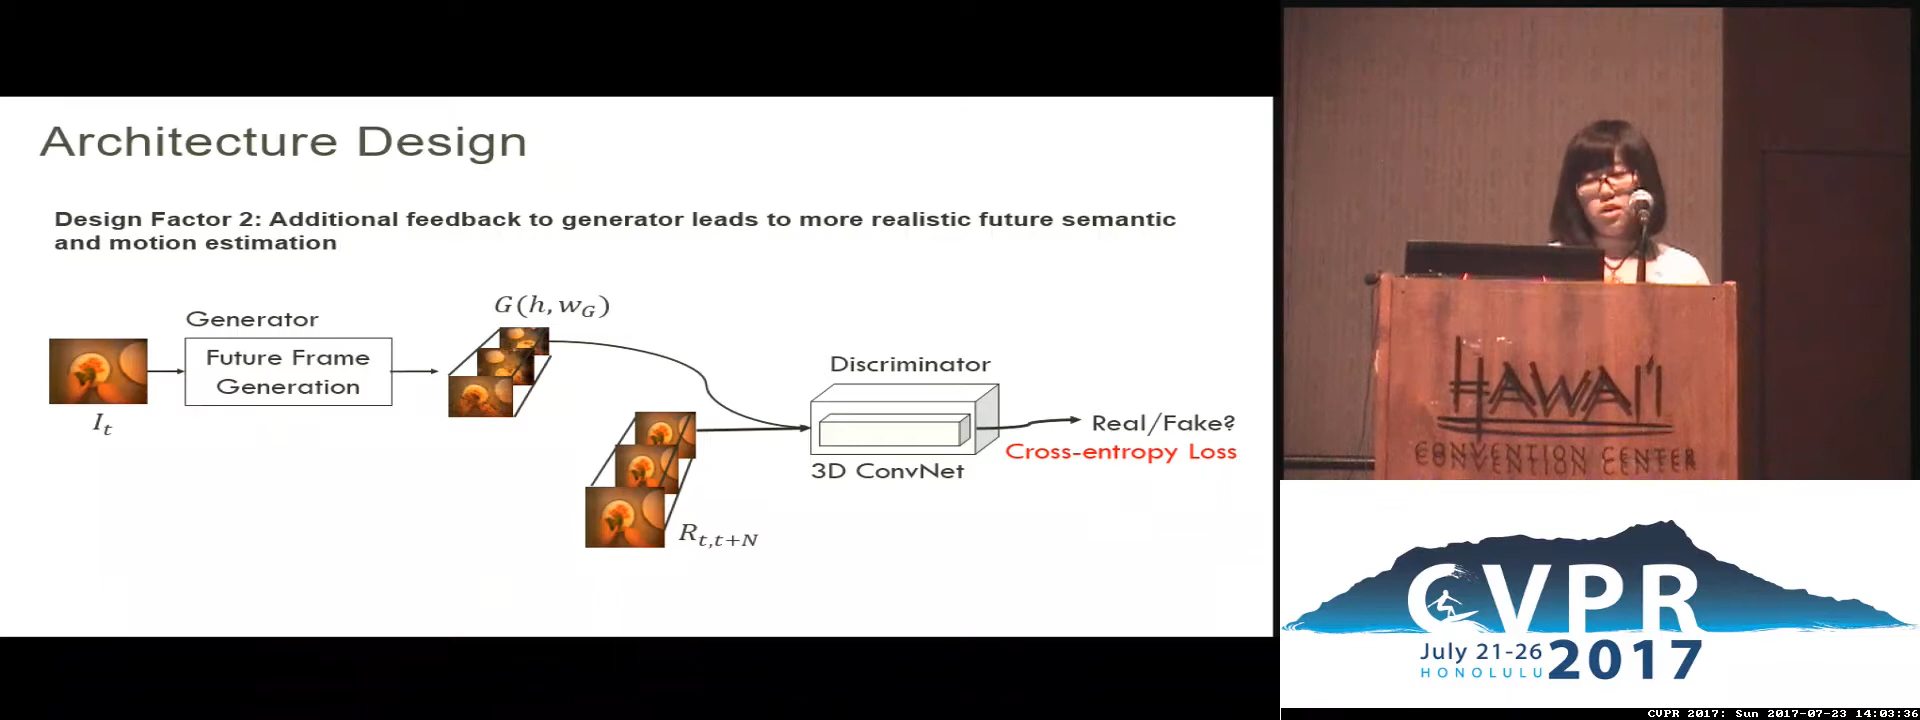 Architecture Design
Design Factor 2: Additional feedback to generator leads to more realistic future semantic
and motion estimation
G(h, w_G)
Generator
Future Frame
Generation
I_t
Discriminator
Real/Fake?
Cross-entropy Loss
3D ConvNet
R_{t,t+N}
HAWAI'I
CONVENTION CENTER
CVPR
July 21-26
HONOLULU
2017
CVPR 2017: Sun 2017-07-23 14:03:36